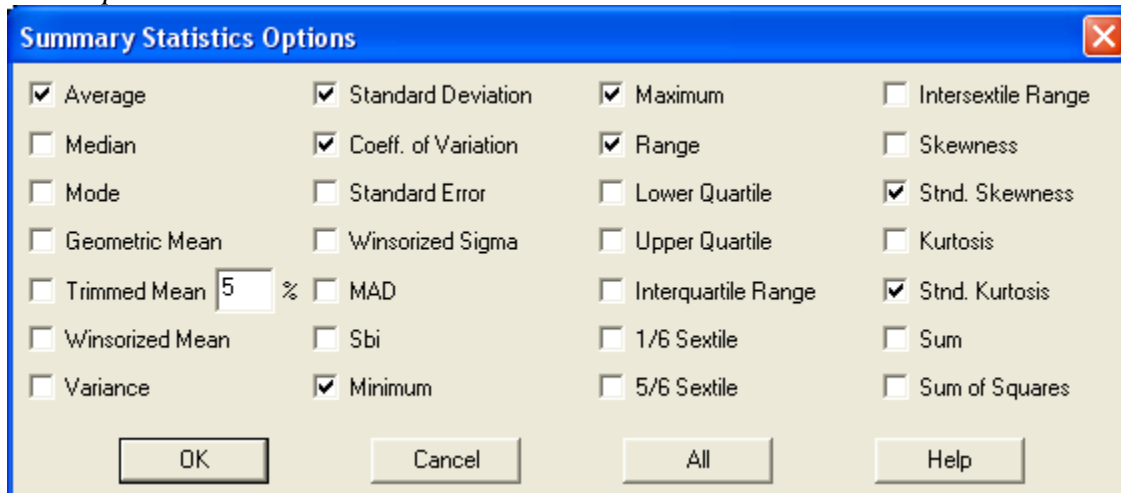 Summary Statistics Options
Average Standard Deviation Maximum Intersextile Range
Median Coeff. of Variation Range Skewness
Mode Standard Error Lower Quartile Stnd. Skewness
Geometric Mean Winsorized Sigma Upper Quartile Kurtosis
Trimmed Mean 5 % MAD Interquartile Range Stnd. Kurtosis
Winsorized Mean Sbi 1/6 Sextile Sum
Variance Minimum 5/6 Sextile Sum of Squares
OK Cancel All Help